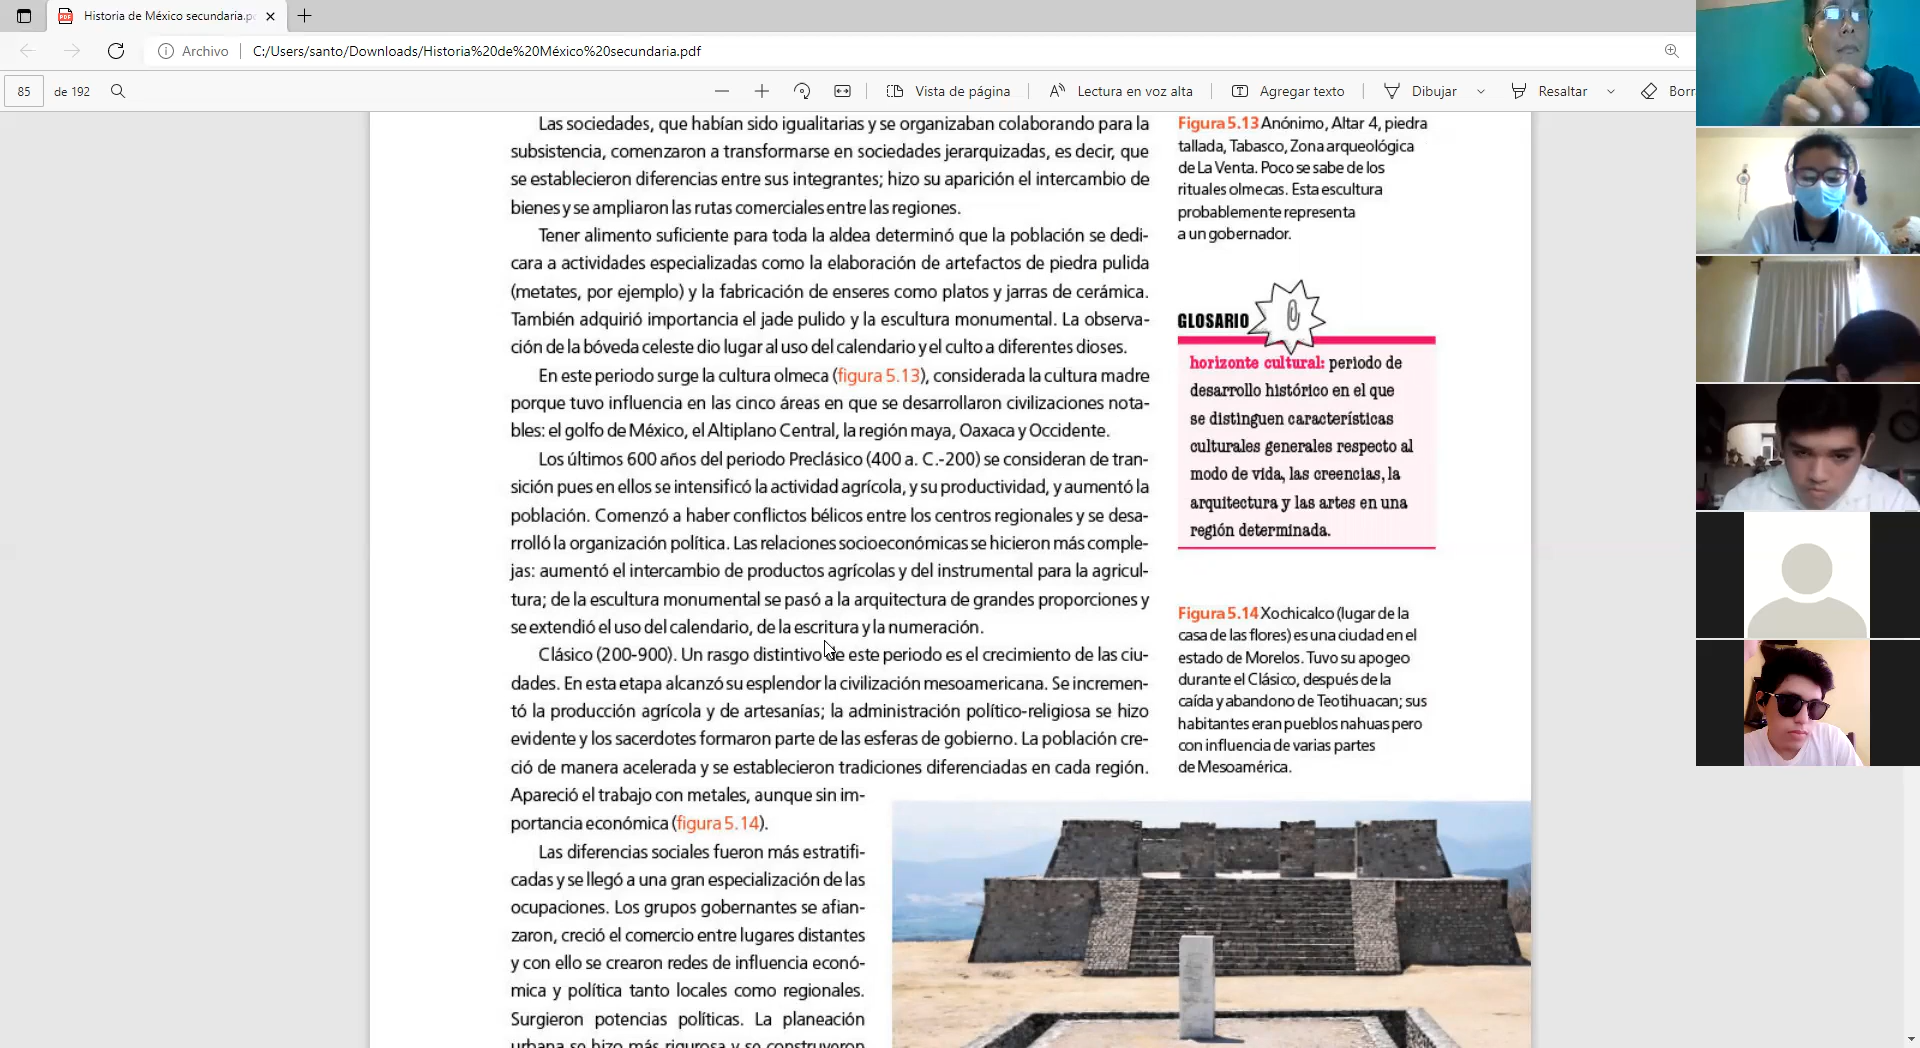 Historia de México secundaria.p
Archivo
C:/Users/santo/Downloads/Historia%20de%20México%20secundaria.pdf
85 de 192
Vista de página
Lectura en voz alta
Agregar texto
Dibujar
Resaltar
Borr
Las sociedades, que habían sido igualitarias y se organizaban colaborando para la
subsistencia, comenzaron a transformarse en sociedades jerarquizadas, es decir, que
se establecieron diferencias entre sus integrantes; hizo su aparición el intercambio de
bienes y se ampliaron las rutas comerciales entre las regiones.
Tener alimento suficiente para toda la aldea determinó que la población se dedi-
cara a actividades especializadas como la elaboración de artefactos de piedra pulida
(metates, por ejemplo) y la fabricación de enseres como platos y jarras de cerámica.
También adquirió importancia el jade pulido y la escultura monumental. La observa-
ción de la bóveda celeste dio lugar al uso del calendario y el culto a diferentes dioses.
En este periodo surge la cultura olmeca (figura 5.13), considerada la cultura madre
porque tuvo influencia en las cinco áreas en que se desarrollaron civilizaciones nota-
bles: el golfo de México, el Altiplano Central, la región maya, Oaxaca y Occidente.
Los últimos 600 años del periodo Preclásico (400 a. C.-200) se consideran de tran-
sición pues en ellos se intensificó la actividad agrícola, y su productividad, y aumentó la
población. Comenzó a haber conflictos bélicos entre los centros regionales y se desa-
rrolló la organización política. Las relaciones socioeconómicas se hicieron más comple-
jas: aumentó el intercambio de productos agrícolas y del instrumental para la agricul-
tura; de la escultura monumental se pasó a la arquitectura de grandes proporciones y
se extendió el uso del calendario, de la escritura y la numeración.
Clásico (200-900). Un rasgo distintivo de este periodo es el crecimiento de las ciu-
dades. En esta etapa alcanzó su esplendor la civilización mesoamericana. Se incremen-
tó la producción agrícola y de artesanías; la administración político-religiosa se hizo
evidente y los sacerdotes formaron parte de las esferas de gobierno. La población cre-
ció de manera acelerada y se establecieron tradiciones diferenciadas en cada región.
Apareció el trabajo con metales, aunque sin im-
portancia económica (figura 5.14).
Las diferencias sociales fueron más estratifi-
cadas y se llegó a una gran especialización de las
ocupaciones. Los grupos gobernantes se afian-
zaron, creció el comercio entre lugares distantes
y con ello se crearon redes de influencia econó-
mica y política tanto locales como regionales.
Surgieron potencias políticas. La planeación
urbana se hizo más rigurosa y se construyeron
Figura 5.13 Anónimo, Altar 4, piedra
tallada, Tabasco, Zona arqueológica
de La Venta. Poco se sabe de los
rituales olmecas. Esta escultura
probablemente representa
a un gobernador.
GLOSARIO
horizonte cultural: periodo de
desarrollo histórico en el que
se distinguen características
culturales generales respecto al
modo de vida, las creencias, la
arquitectura y las artes en una
región determinada.
Figura 5.14 Xochicalco (lugar de la
casa de las flores) es una ciudad en el
estado de Morelos. Tuvo su apogeo
durante el Clásico, después de la
caída y abandono de Teotihuacan; sus
habitantes eran pueblos nahuas pero
con influencia de varias partes
de Mesoamérica.